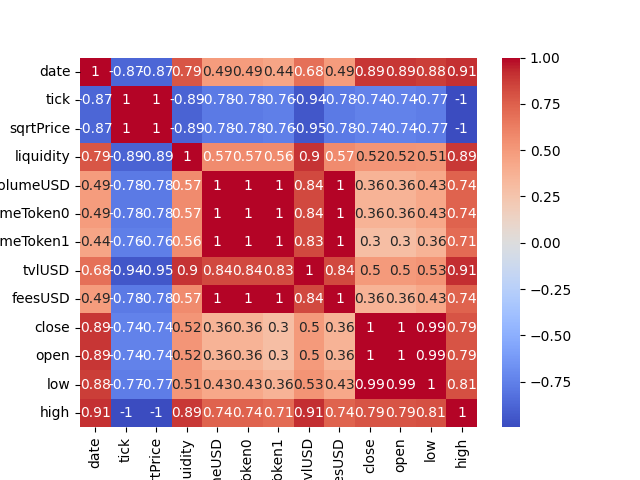 date 1 -0.87 -0.87 0.79 0.49 0.49 0.44 0.68 0.49 0.89 0.89 0.88 0.91
tick -0.87 1 1 -0.89 -0.78 -0.78 -0.76 -0.94 -0.78 -0.74 -0.74 -0.77 -1
sqrtPrice -0.87 1 1 -0.89 -0.78 -0.78 -0.76 -0.95 -0.78 -0.74 -0.74 -0.77 -1
liquidity 0.79 -0.89 -0.89 1 0.57 0.57 0.56 0.9 0.57 0.52 0.52 0.51 0.89
olumeUSD 0.49 -0.78 -0.78 0.57 1 1 1 0.84 1 0.36 0.36 0.43 0.74
meToken0 0.49 -0.78 -0.78 0.57 1 1 1 0.84 1 0.36 0.36 0.43 0.74
meToken1 0.44 -0.76 -0.76 0.56 1 1 1 0.83 1 0.3 0.3 0.36 0.71
tvlUSD 0.68 -0.94 -0.95 0.9 0.84 0.84 0.83 1 0.84 0.5 0.5 0.53 0.91
feesUSD 0.49 -0.78 -0.78 0.57 1 1 1 0.84 1 0.36 0.36 0.43 0.74
close 0.89 -0.74 -0.74 0.52 0.36 0.36 0.3 0.5 0.36 1 1 0.99 0.79
open 0.89 -0.74 -0.74 0.52 0.36 0.36 0.3 0.5 0.36 1 1 0.99 0.79
low 0.88 -0.77 -0.77 0.51 0.43 0.43 0.36 0.53 0.43 0.99 0.99 1 0.81
high 0.91 -1 -1 0.89 0.74 0.74 0.71 0.91 0.74 0.79 0.79 0.81 1
date tick rtPrice uidity meUSD oken0 oken1 vlUSD esUSD close open low high
1.00
0.75
0.50
0.25
0.00
−0.25
−0.50
−0.75